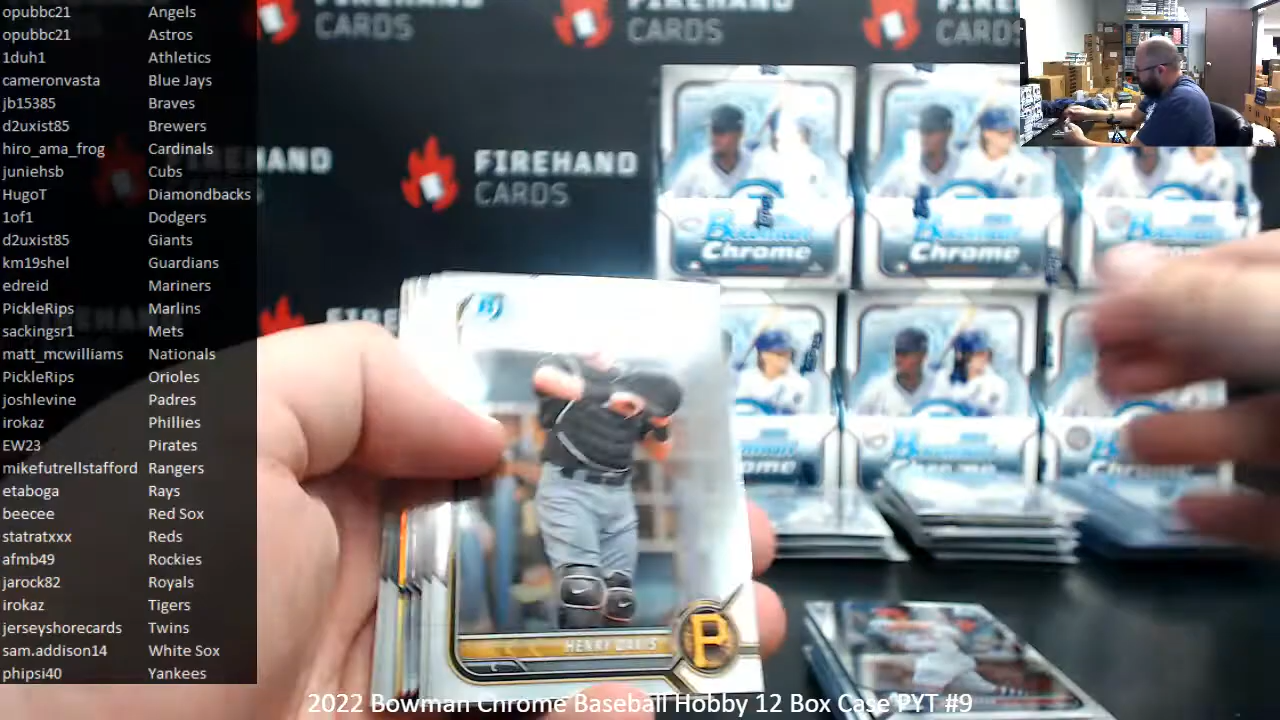 opubbc21 Angels
opubbc21 Astros
1duh1 Athletics
cameronvasta Blue Jays
jb15385 Braves
d2uxist85 Brewers
hiro_ama_frog Cardinals
juniehsb Cubs
HugoT Diamondbacks
1of1 Dodgers
d2uxist85 Giants
km19shel Guardians
edreid Mariners
PickleRips Marlins
sackingsr1 Mets
matt_mcwilliams Nationals
PickleRips Orioles
joshlevine Padres
irokaz Phillies
EW23 Pirates
mikefutrellstafford Rangers
etaboga Rays
beecee Red Sox
statratxxx Reds
afmb49 Rockies
jarock82 Royals
irokaz Tigers
jerseyshorecards Twins
sam.addison14 White Sox
phipsi40 Yankees
CARDS
CARDS
FIREHAND
CARDS
Bowman
Chrome
Bowman
Chrome
Bowman
Chrome
HENRY DAVIS
P
2022 Bowman Chrome Baseball Hobby 12 Box Case PYT #9